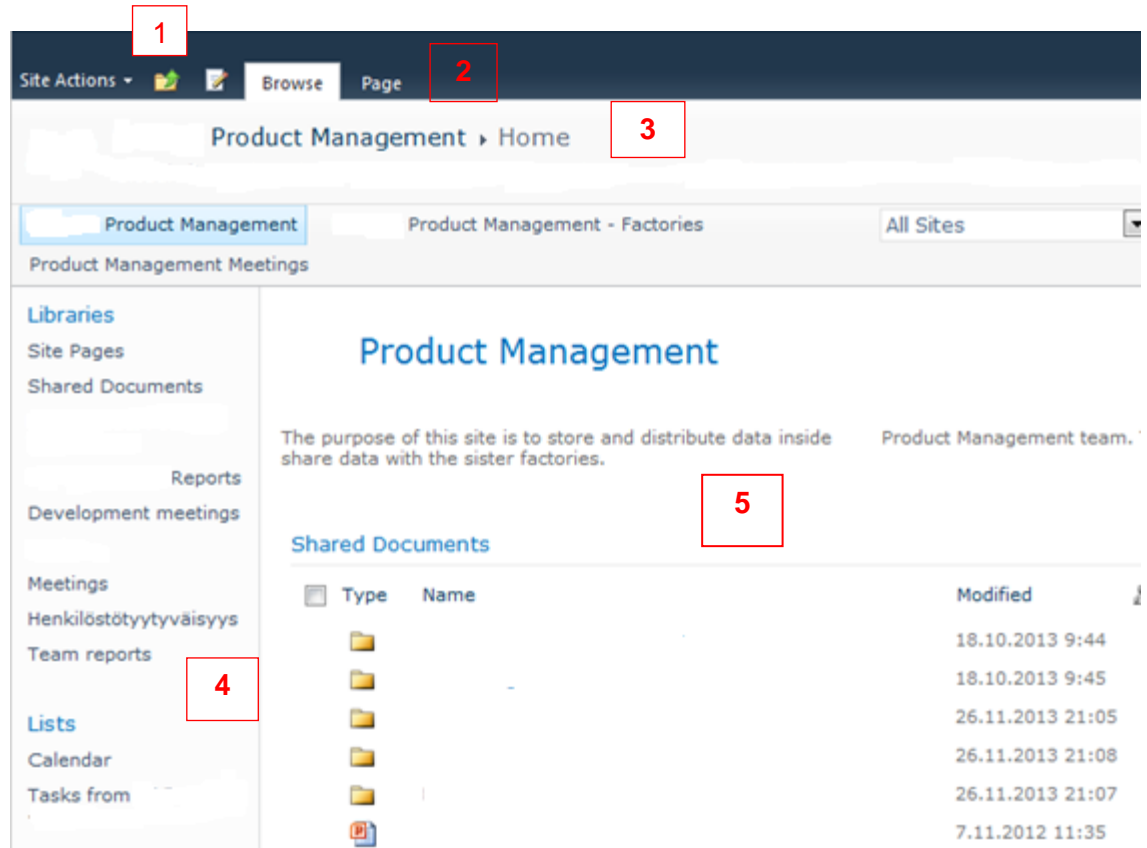 1
Site Actions Browse Page 2
Product Management ▸ Home 3
Product Management Product Management - Factories All Sites
Product Management Meetings
Libraries
Site Pages
Product Management
Shared Documents
The purpose of this site is to store and distribute data inside Product Management team.
share data with the sister factories.
Reports
5
Development meetings
Shared Documents
Meetings
Type Name Modified
Henkilöstötyytyväisyys
18.10.2013 9:44
Team reports
18.10.2013 9:45
4
Lists
26.11.2013 21:05
Calendar
26.11.2013 21:08
Tasks from
26.11.2013 21:07
7.11.2012 11:35